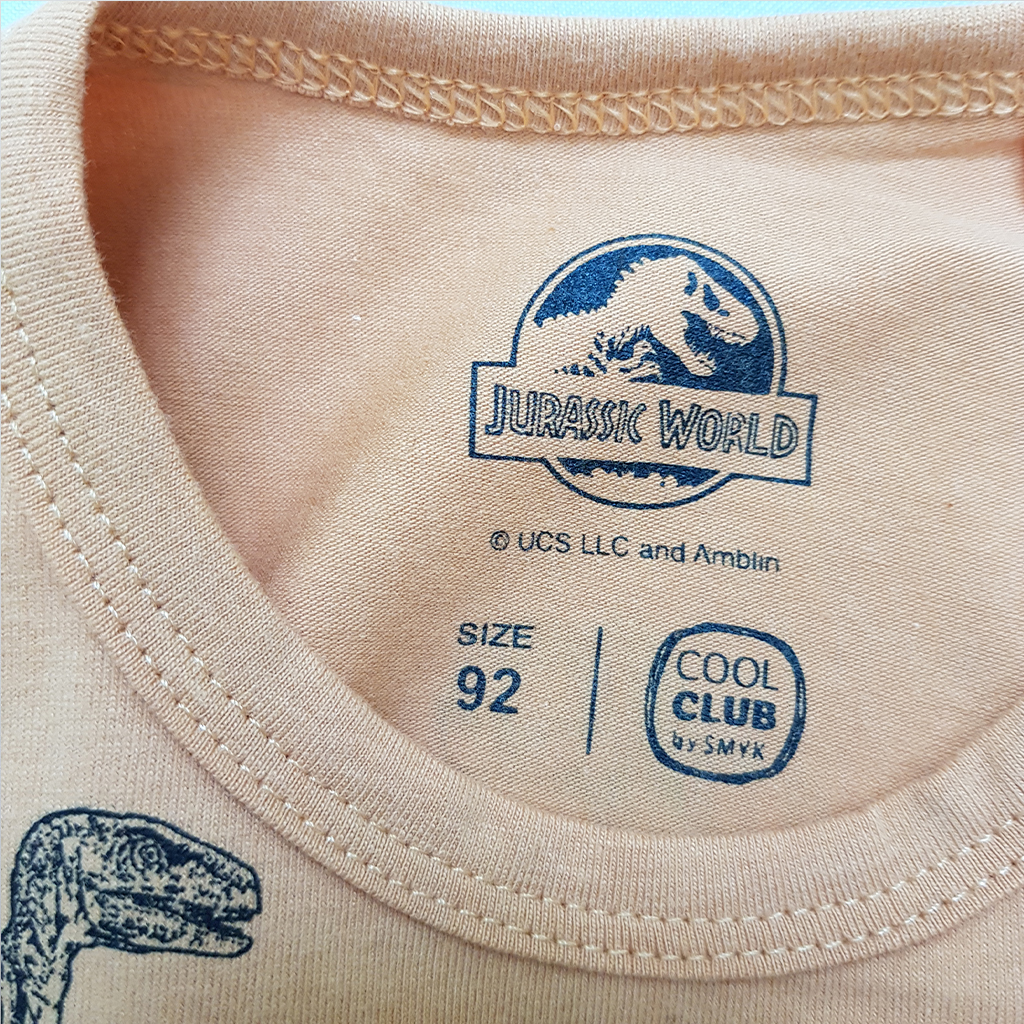 JURASSIC WORLD
© UCS LLC and Amblin
SIZE
92
COOL
CLUB
by SMYK